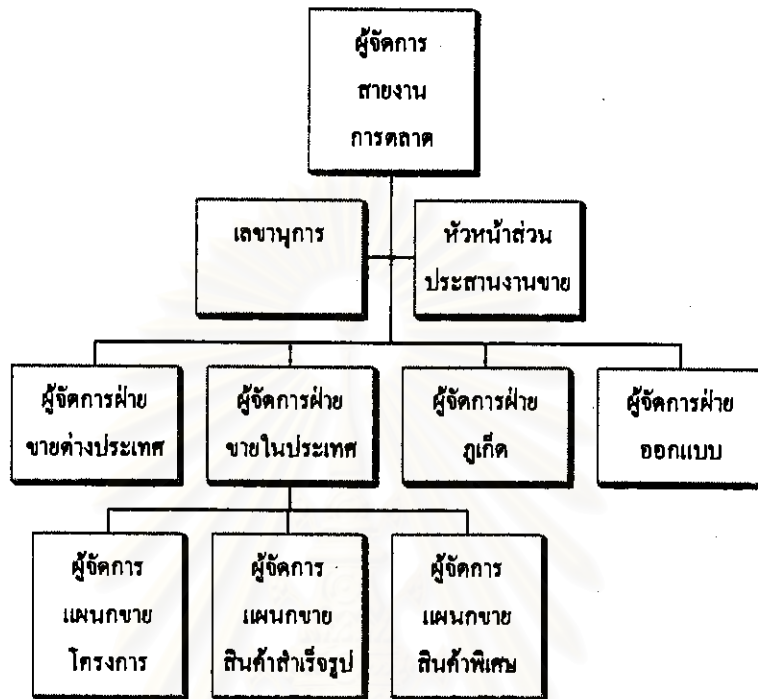 ผู้จัดการ
สายงาน
การตลาด
เลขานุการ
หัวหน้าส่วน
ประสานงานขาย
ผู้จัดการฝ่าย
ขายต่างประเทศ
ผู้จัดการฝ่าย
ขายในประเทศ
ผู้จัดการฝ่าย
ภูเก็ต
ผู้จัดการฝ่าย
ออกแบบ
ผู้จัดการ
แผนกขาย
โครงการ
ผู้จัดการ
แผนกขาย
สินค้าสำเร็จรูป
ผู้จัดการ
แผนกขาย
สินค้าพิเศษ